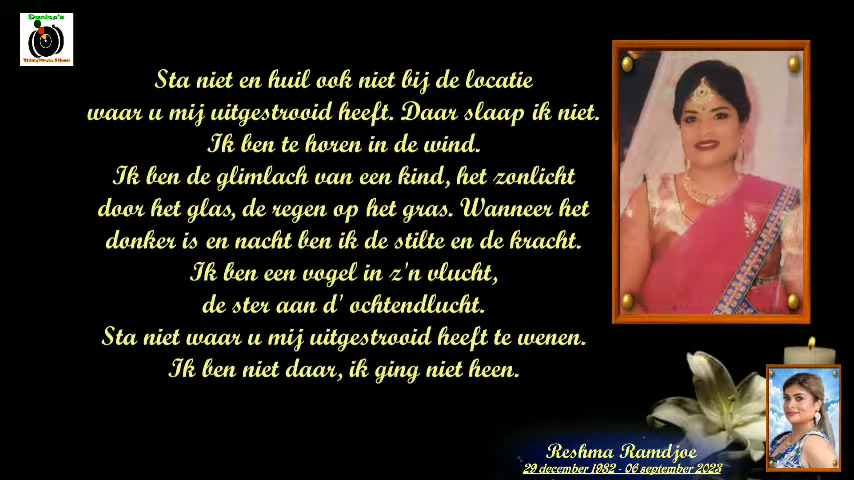 Dunlap's
Sta niet en huil ook niet bij de locatie
waar u mij uitgestrooid heeft. Daar slaap ik niet.
Ik ben te horen in de wind.
Ik ben de glimlach van een kind, het zonlicht
door het glas, de regen op het gras. Wanneer het
donker is en nacht ben ik de stilte en de kracht.
Ik ben een vogel in z'n vlucht,
de ster aan d' ochtendlucht.
Sta niet waar u mij uitgestrooid heeft te wenen.
Ik ben niet daar, ik ging niet heen.
Reshma Ramdjoe
29 december 1982 - 06 september 2023